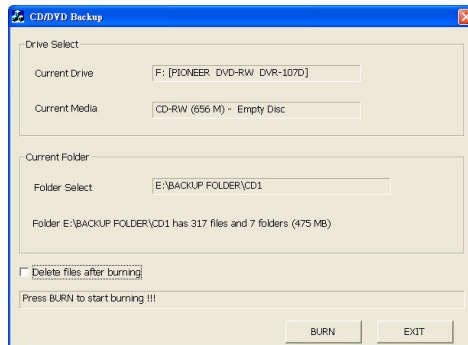 CD/DVD Backup
Drive Select
Current Drive F: [PIONEER DVD-RW DVR-107D]
Current Media CD-RW (656 M) - Empty Disc
Current Folder
Folder Select E:\BACKUP FOLDER\CD1
Folder E:\BACKUP FOLDER\CD1 has 317 files and 7 folders (475 MB)
Delete files after burning
Press BURN to start burning !!!
BURN EXIT